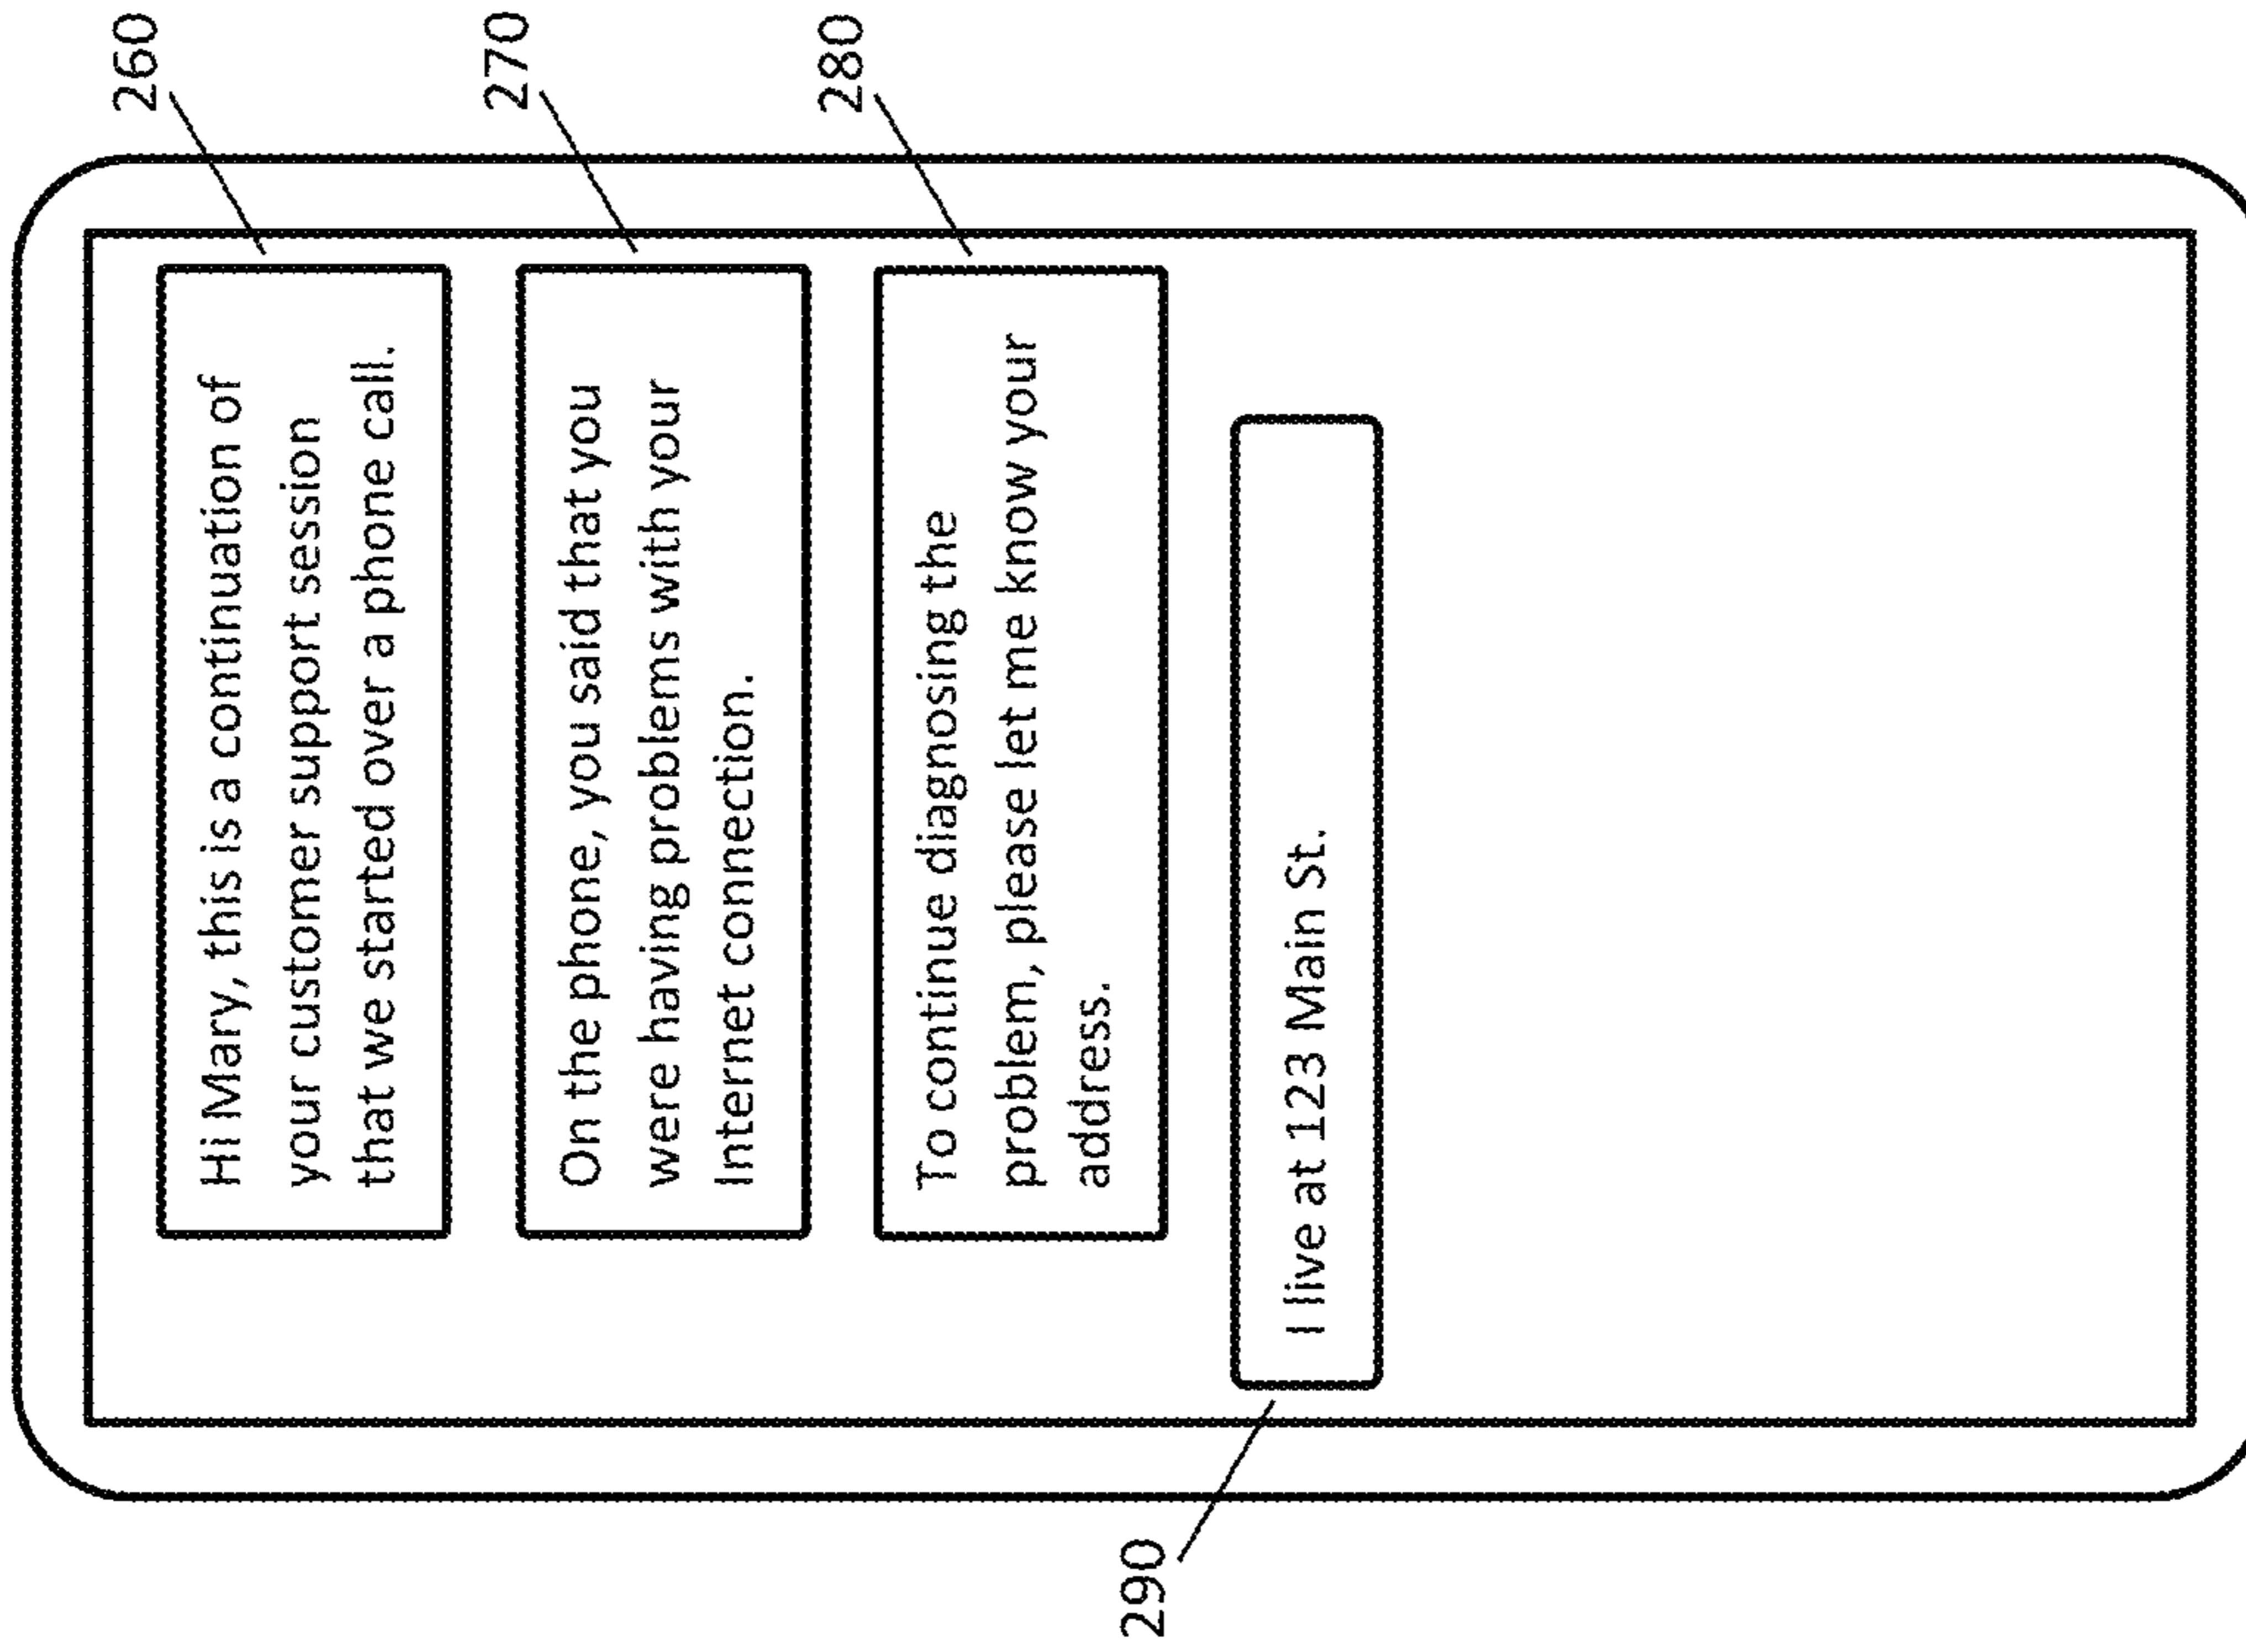 260
Hi Mary, this is a continuation of
your customer support session
that we started over a phone call.
270
On the phone, you said that you
were having problems with your
Internet connection.
280
To continue diagnosing the
problem, please let me know your
address.
290
I live at 123 Main St.